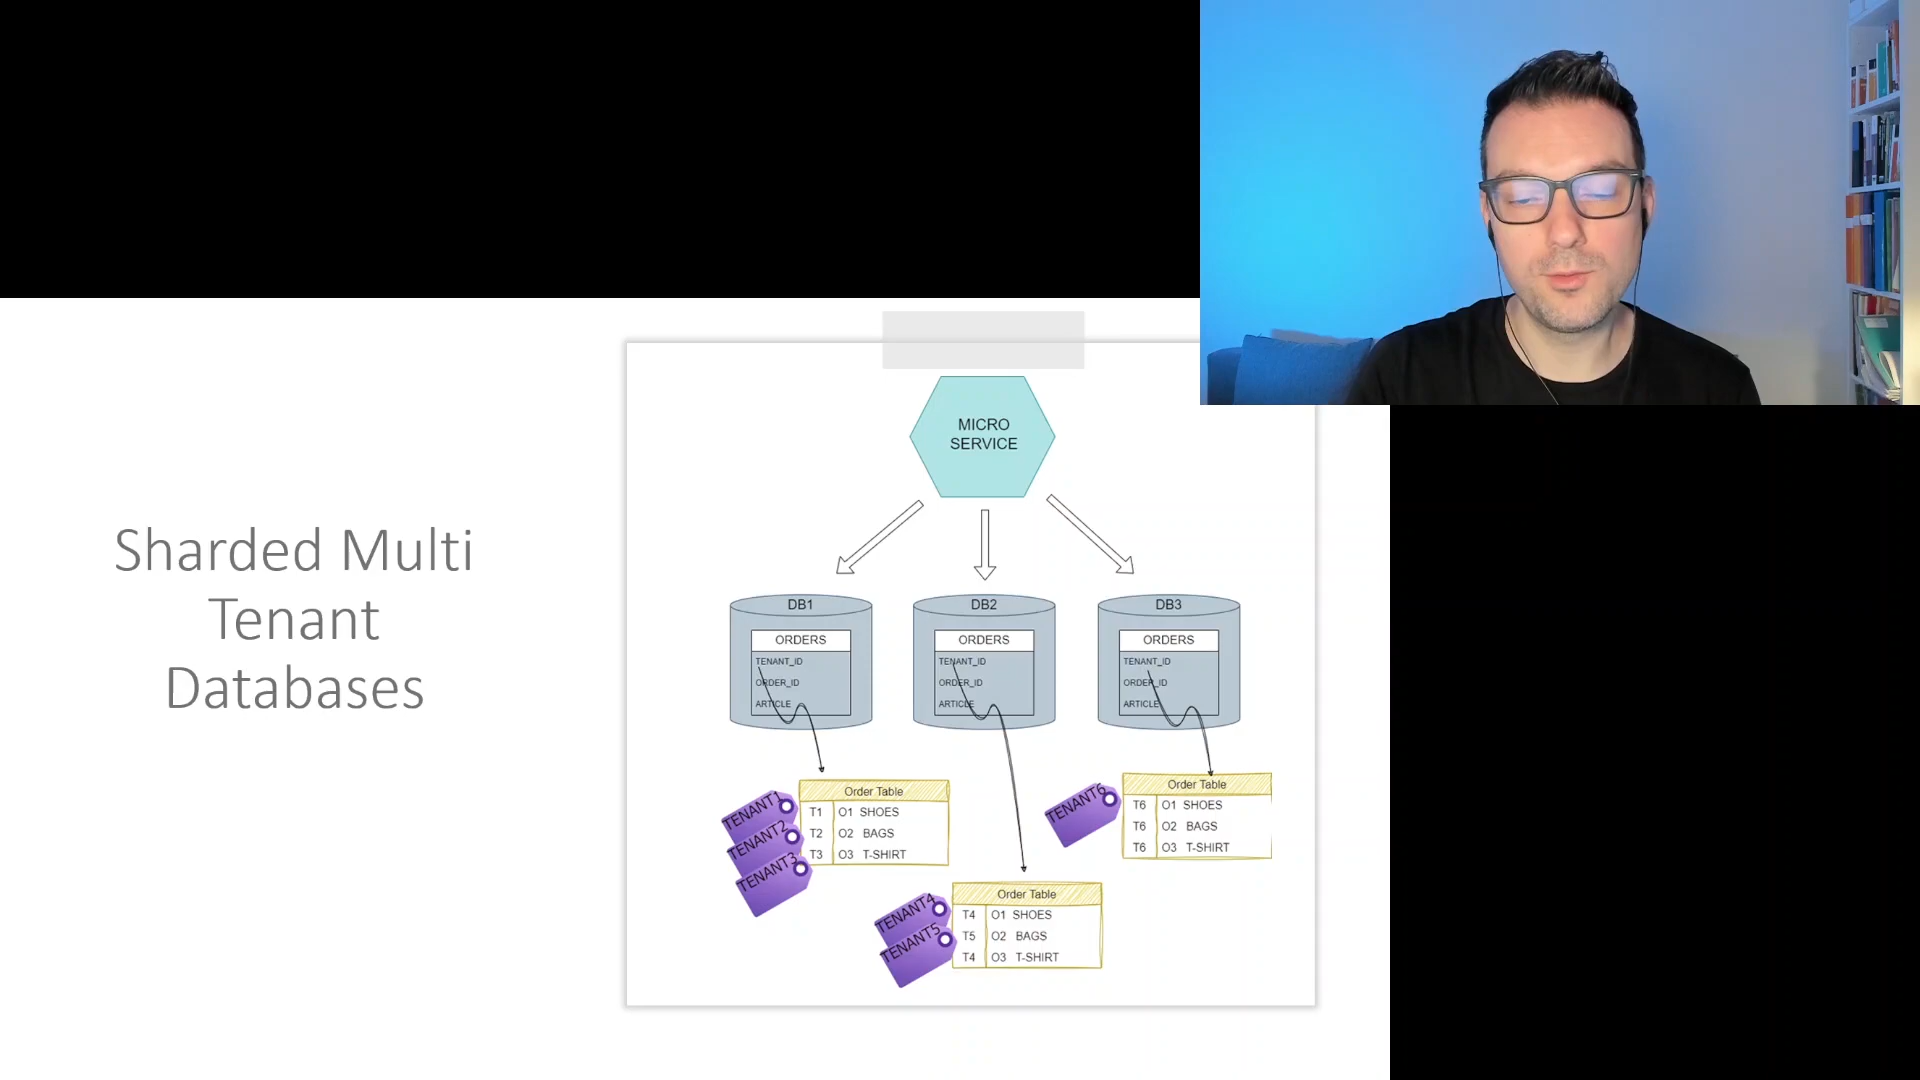 Sharded Multi
Tenant
Databases
MICRO
SERVICE
DB1
ORDERS
TENANT_ID
ORDER_ID
ARTICLE
DB2
ORDERS
TENANT_ID
ORDER_ID
ARTICLE
DB3
ORDERS
TENANT_ID
ORDER_ID
ARTICLE
TENANT1
TENANT2
TENANT3
Order Table
T1 O1 SHOES
T2 O2 BAGS
T3 O3 T-SHIRT
TENANT4
TENANT5
Order Table
T4 O1 SHOES
T5 O2 BAGS
T4 O3 T-SHIRT
TENANT6
Order Table
T6 O1 SHOES
T6 O2 BAGS
T6 O3 T-SHIRT